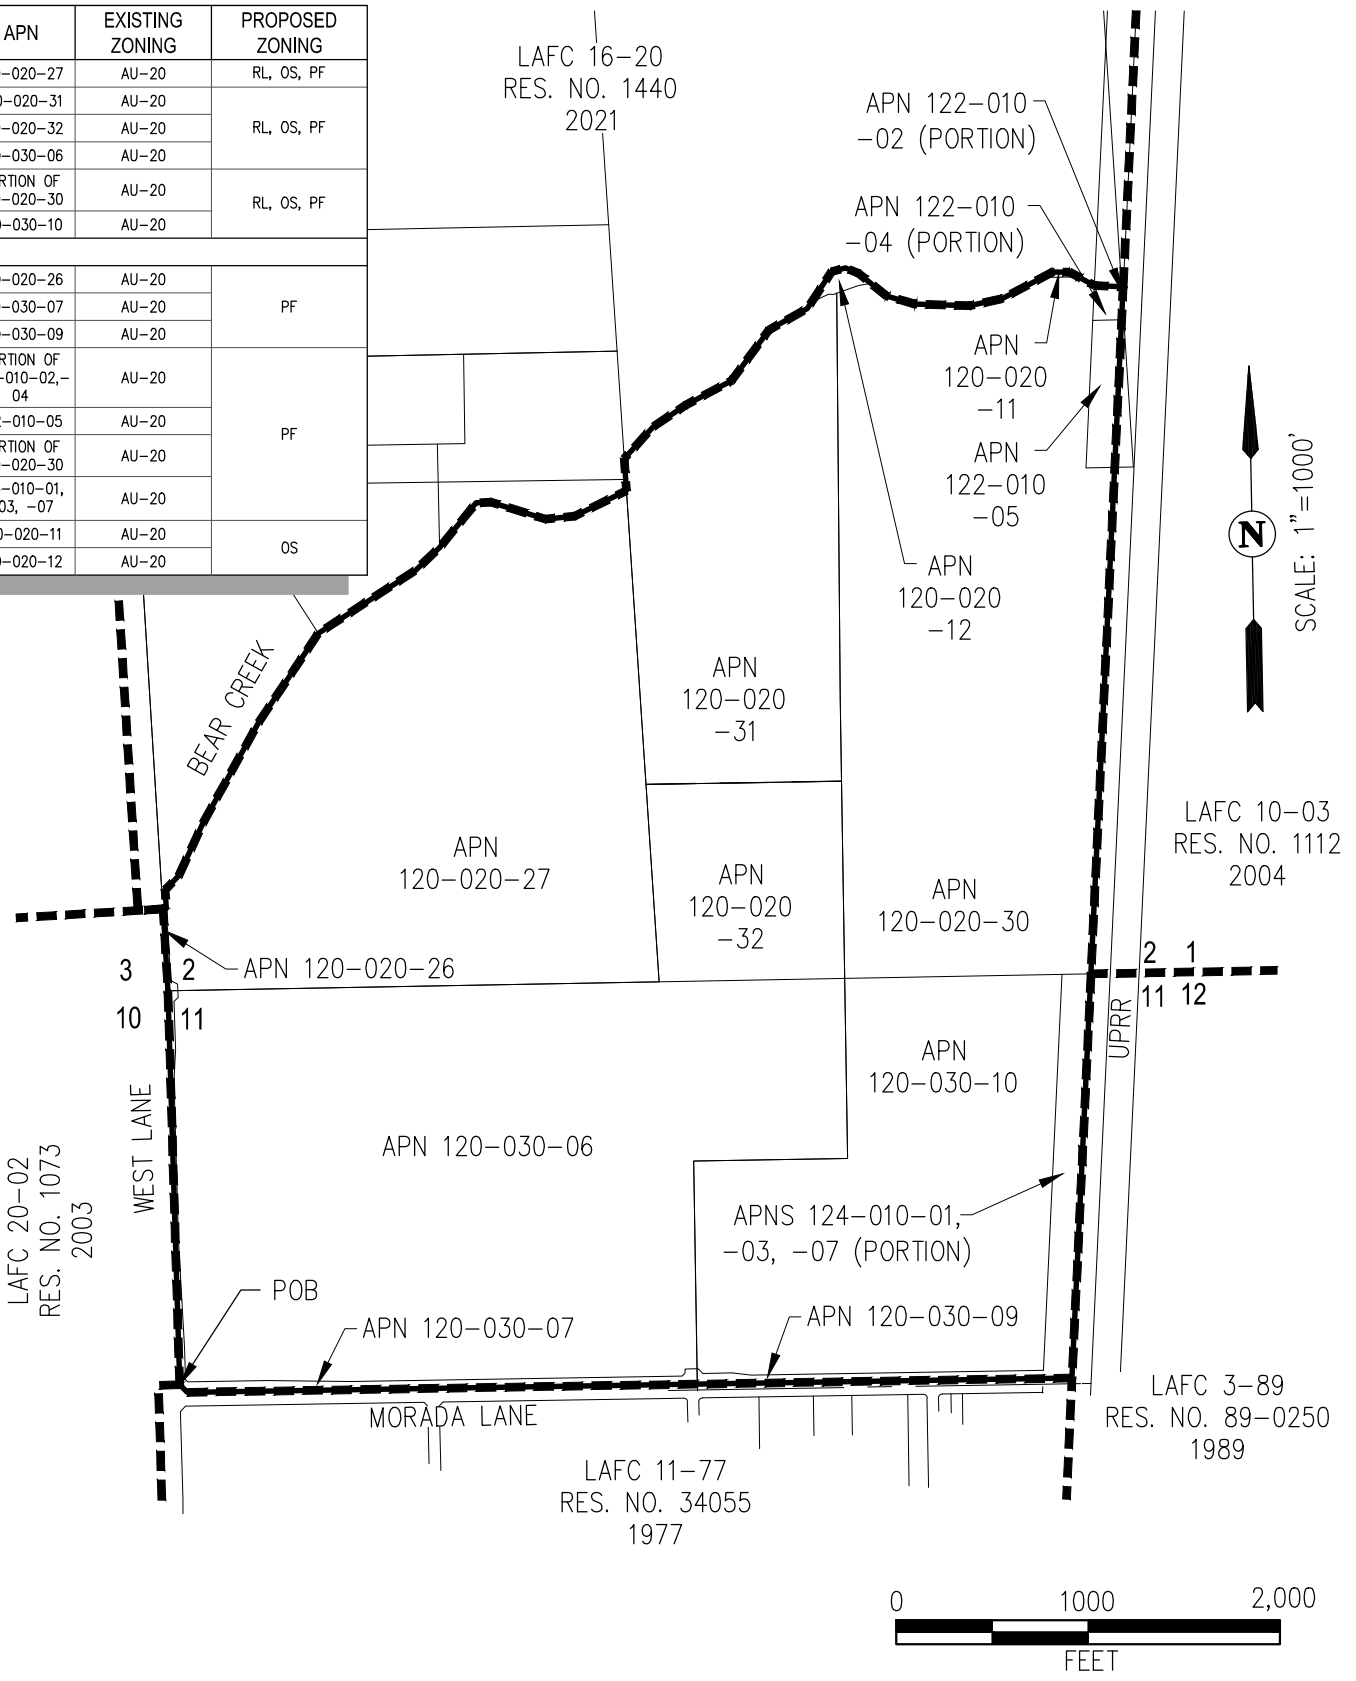 APN EXISTING ZONING PROPOSED ZONING
-020-27 AU-20 RL, OS, PF
0-020-31 AU-20
-020-32 AU-20 RL, OS, PF
-030-06 AU-20
RTION OF
-020-30 AU-20 RL, OS, PF
-030-10 AU-20
-020-26 AU-20
-030-07 AU-20 PF
-030-09 AU-20
RTION OF
-010-02,-
04 AU-20
2-010-05 AU-20 PF
RTION OF
-020-30 AU-20
-010-01,
03, -07 AU-20
0-020-11 AU-20 OS
0-020-12 AU-20
LAFC 16-20
RES. NO. 1440
2021
APN 122-010
-02 (PORTION)
APN 122-010
-04 (PORTION)
APN
120-020
-11
APN
122-010
-05
APN
120-020
-12
N
SCALE: 1"=1000'
BEAR CREEK
APN
120-020
-31
APN
120-020-27
APN
120-020
-32
APN
120-020-30
LAFC 10-03
RES. NO. 1112
2004
APN 120-020-26
3 2
10 11
2 1
11 12
UPRR
WEST LANE
LAFC 20-02
RES. NO. 1073
2003
APN
120-030-10
APN 120-030-06
APNS 124-010-01,
-03, -07 (PORTION)
POB
APN 120-030-07
APN 120-030-09
MORADA LANE
LAFC 3-89
RES. NO. 89-0250
1989
LAFC 11-77
RES. NO. 34055
1977
0 1000 2,000
FEET